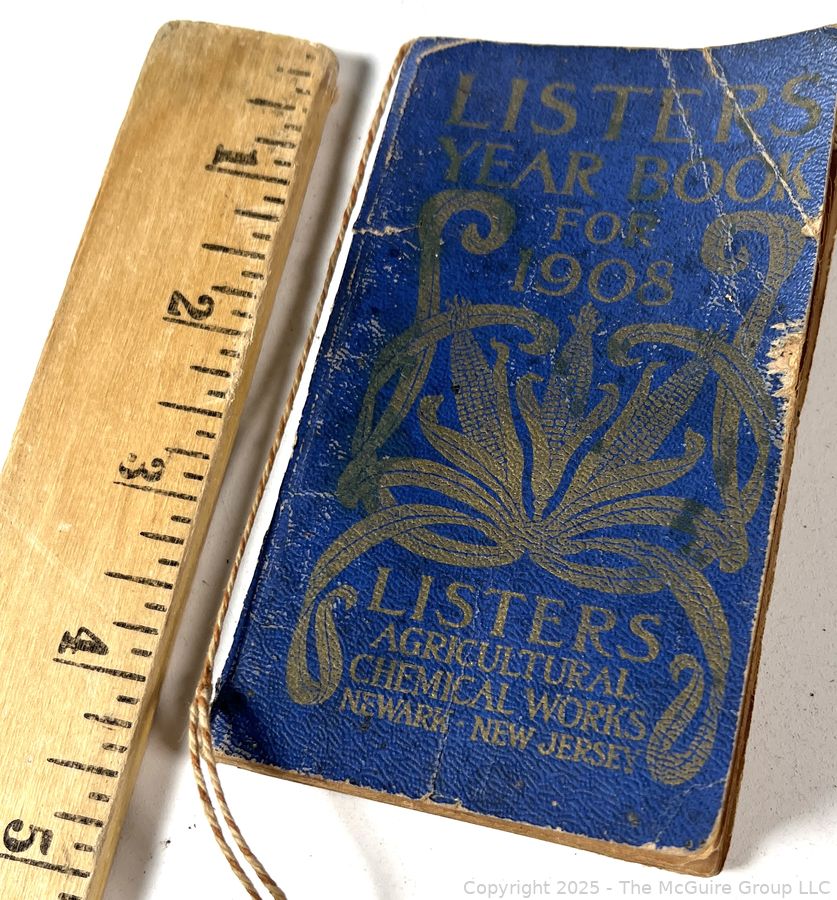 LISTERS
YEAR BOOK
FOR
1908
LISTERS
AGRICULTURAL
CHEMICAL WORKS
NEWARK · NEW JERSEY
1
2
3
4
5
Copyright 2025 - The McGuire Group LLC